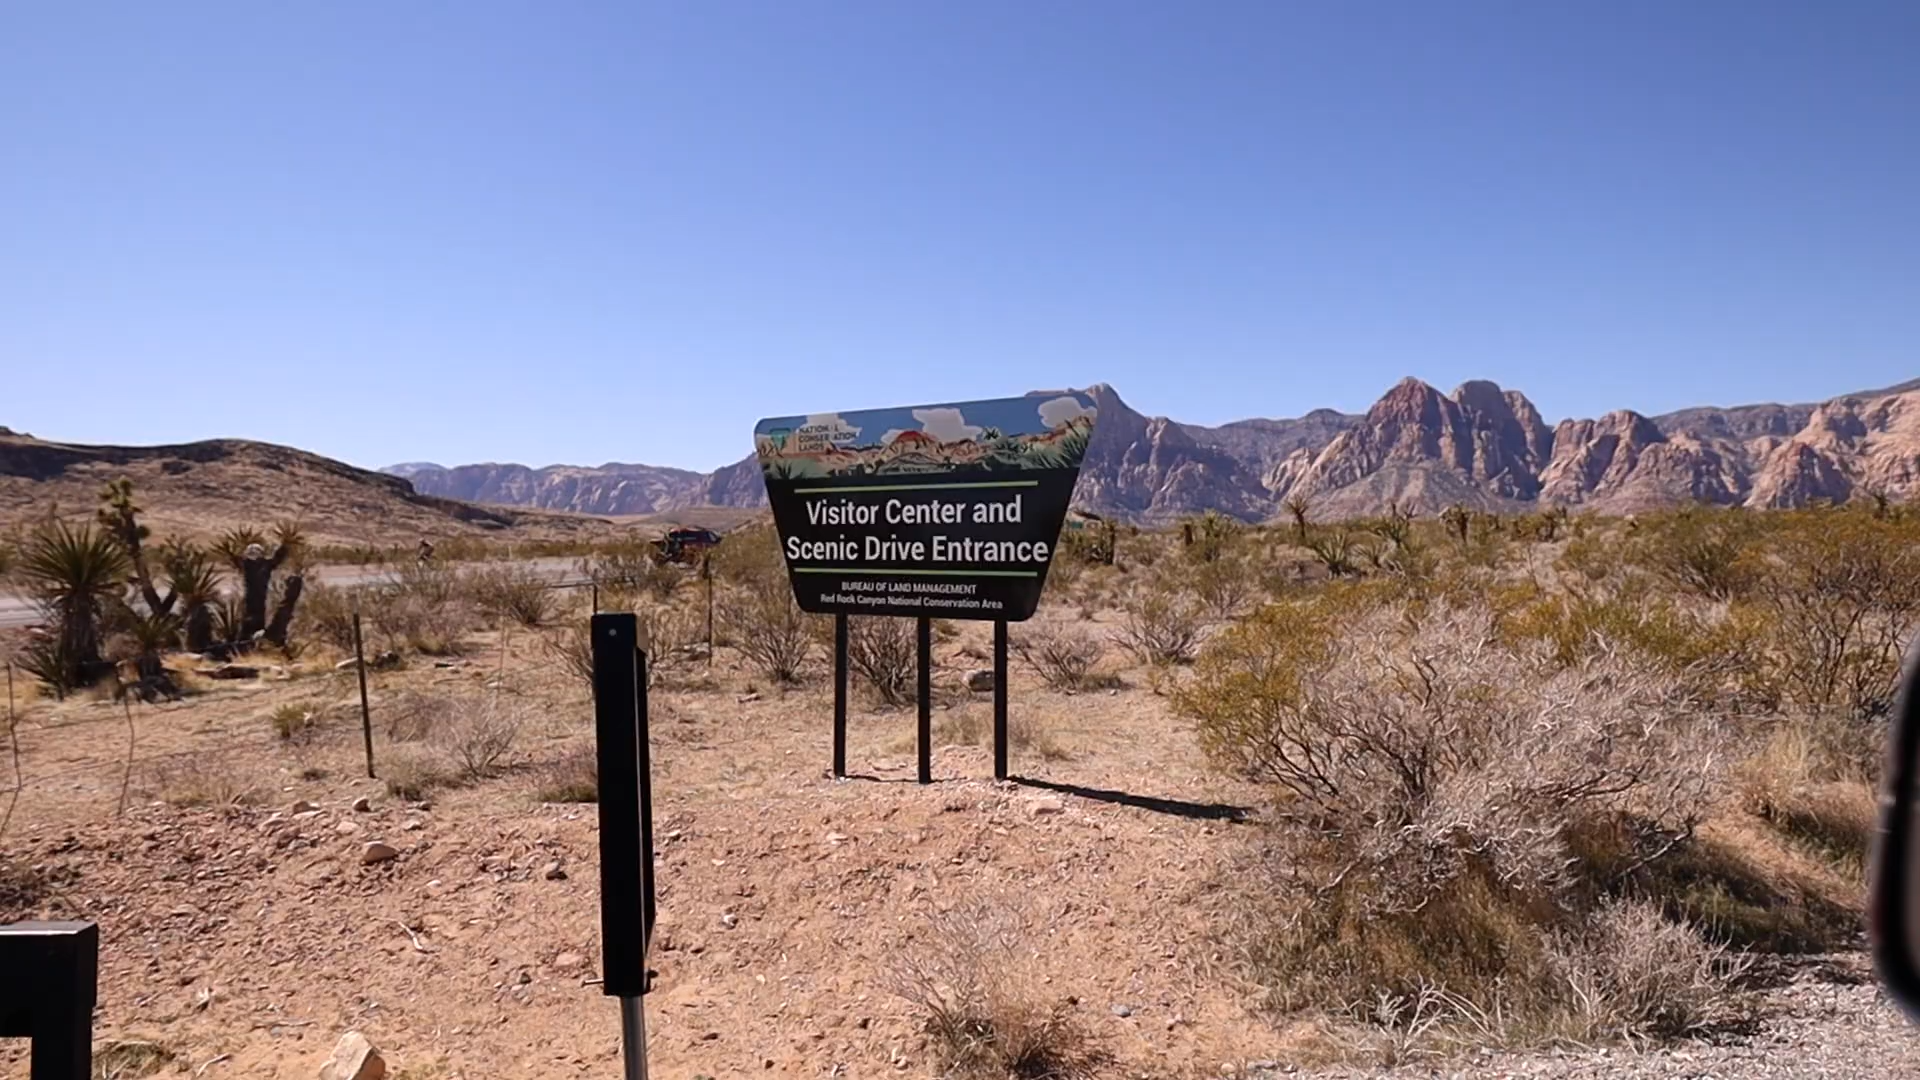 NATIONAL
CONSERVATION
LANDS
Visitor Center and
Scenic Drive Entrance
BUREAU OF LAND MANAGEMENT
Red Rock Canyon National Conservation Area